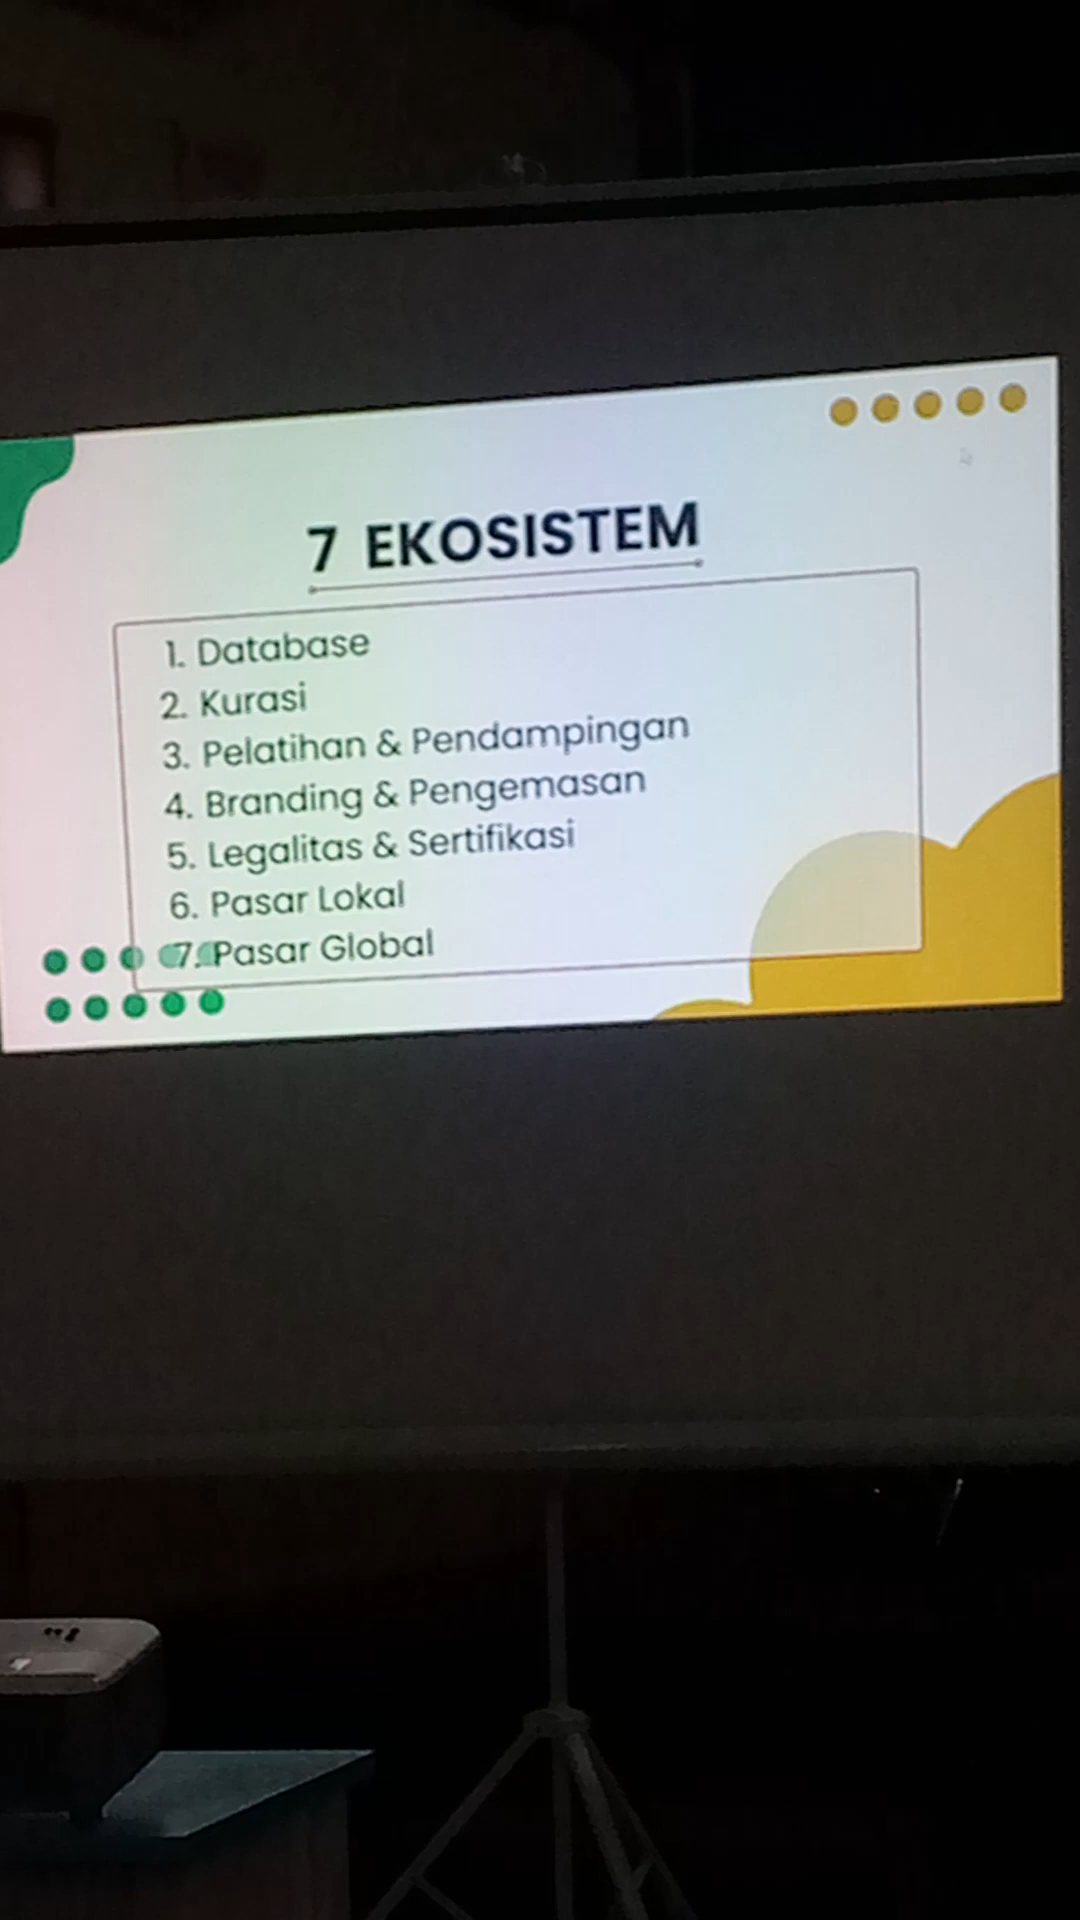 7 EKOSISTEM
1. Database
2. Kurasi
3. Pelatihan & Pendampingan
4. Branding & Pengemasan
5. Legalitas & Sertifikasi
6. Pasar Lokal
7. Pasar Global